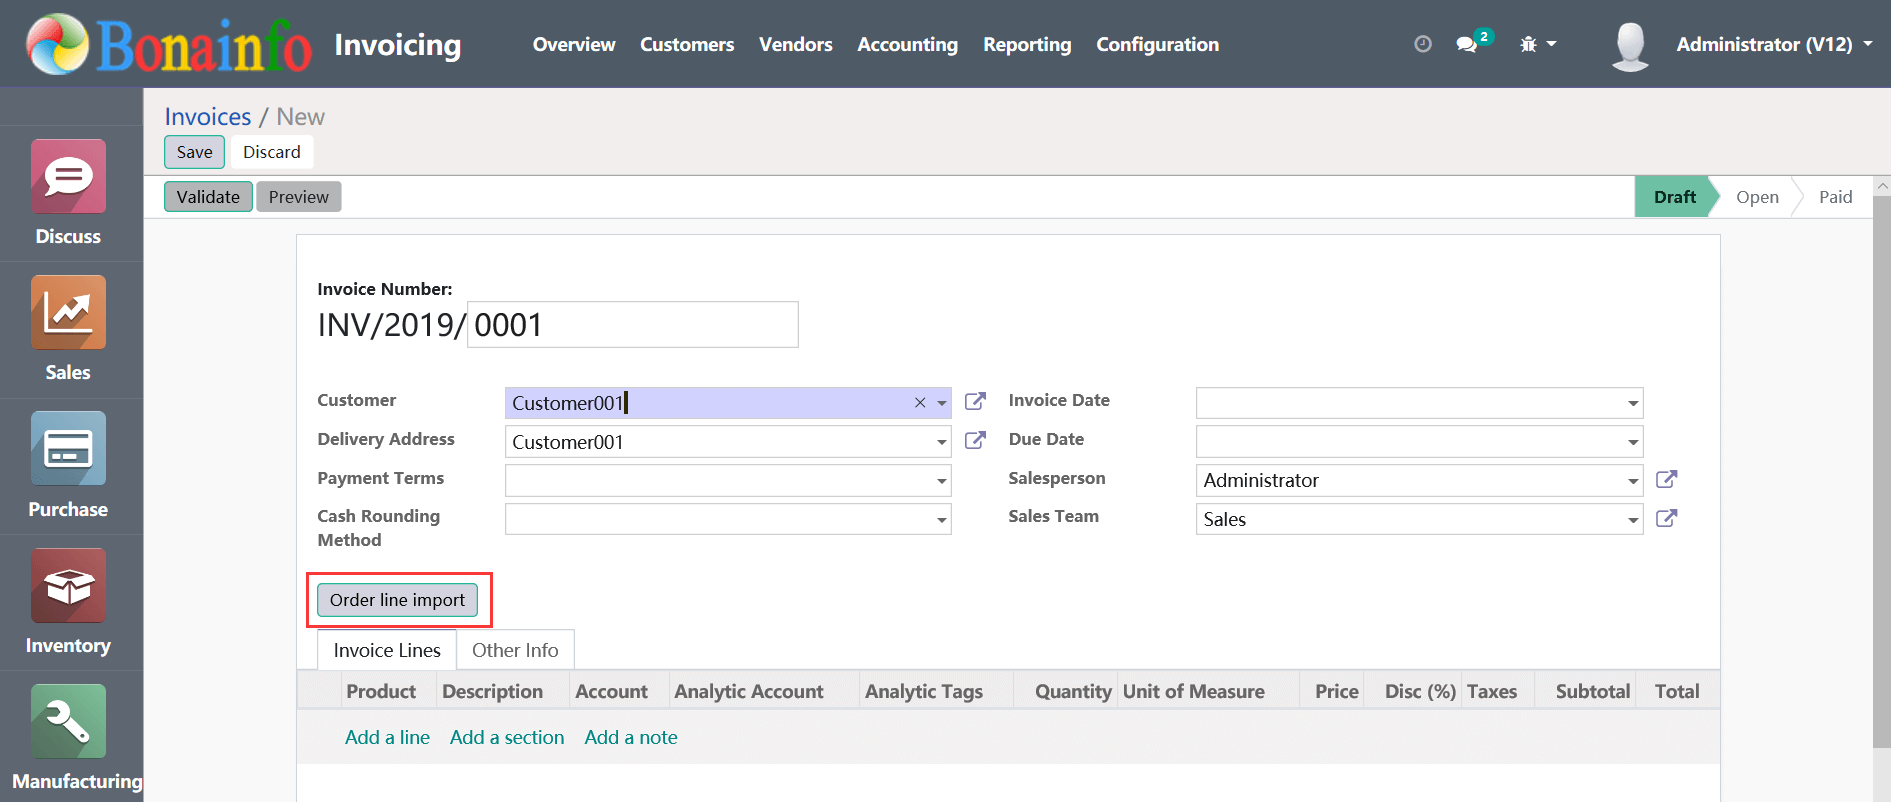 Bonainfo Invoicing Overview Customers Vendors Accounting Reporting Configuration 2 Administrator (V12)
Invoices / New
Save Discard
Validate Preview Draft Open Paid
Discuss
Sales
Purchase
Inventory
Manufacturing
Invoice Number:
INV/2019/ 0001
Customer Customer001 Invoice Date
Delivery Address Customer001 Due Date
Payment Terms Salesperson Administrator
Cash Rounding Sales Team Sales
Method
Order line import
Invoice Lines Other Info
Product Description Account Analytic Account Analytic Tags Quantity Unit of Measure Price Disc (%) Taxes Subtotal Total
Add a line Add a section Add a note